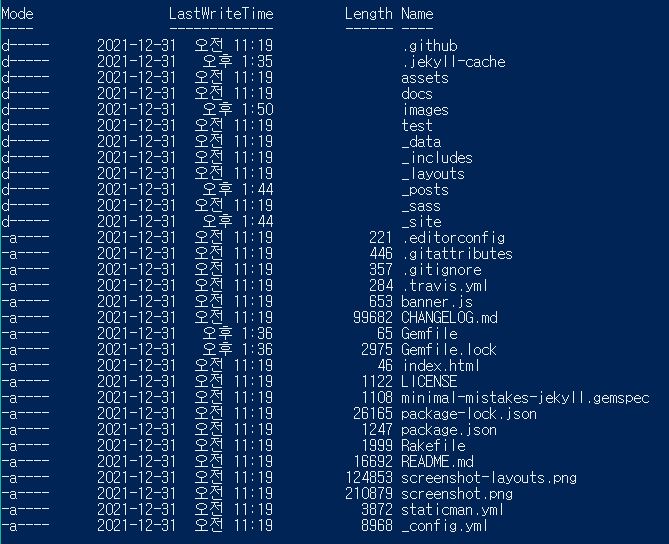 Mode LastWriteTime Length Name
---- ------------- ------ ----
d----- 2021-12-31 오전 11:19 .github
d----- 2021-12-31 오후 1:35 .jekyll-cache
d----- 2021-12-31 오전 11:19 assets
d----- 2021-12-31 오전 11:19 docs
d----- 2021-12-31 오후 1:50 images
d----- 2021-12-31 오전 11:19 test
d----- 2021-12-31 오전 11:19 _data
d----- 2021-12-31 오전 11:19 _includes
d----- 2021-12-31 오전 11:19 _layouts
d----- 2021-12-31 오후 1:44 _posts
d----- 2021-12-31 오전 11:19 _sass
d----- 2021-12-31 오후 1:44 _site
-a---- 2021-12-31 오전 11:19 221 .editorconfig
-a---- 2021-12-31 오전 11:19 446 .gitattributes
-a---- 2021-12-31 오전 11:19 357 .gitignore
-a---- 2021-12-31 오전 11:19 284 .travis.yml
-a---- 2021-12-31 오전 11:19 653 banner.js
-a---- 2021-12-31 오전 11:19 99682 CHANGELOG.md
-a---- 2021-12-31 오후 1:36 65 Gemfile
-a---- 2021-12-31 오후 1:36 2975 Gemfile.lock
-a---- 2021-12-31 오전 11:19 46 index.html
-a---- 2021-12-31 오전 11:19 1122 LICENSE
-a---- 2021-12-31 오전 11:19 1108 minimal-mistakes-jekyll.gemspec
-a---- 2021-12-31 오전 11:19 26165 package-lock.json
-a---- 2021-12-31 오전 11:19 1247 package.json
-a---- 2021-12-31 오전 11:19 1999 Rakefile
-a---- 2021-12-31 오전 11:19 16692 README.md
-a---- 2021-12-31 오전 11:19 124853 screenshot-layouts.png
-a---- 2021-12-31 오전 11:19 210879 screenshot.png
-a---- 2021-12-31 오전 11:19 3872 staticman.yml
-a---- 2021-12-31 오전 11:19 8968 _config.yml